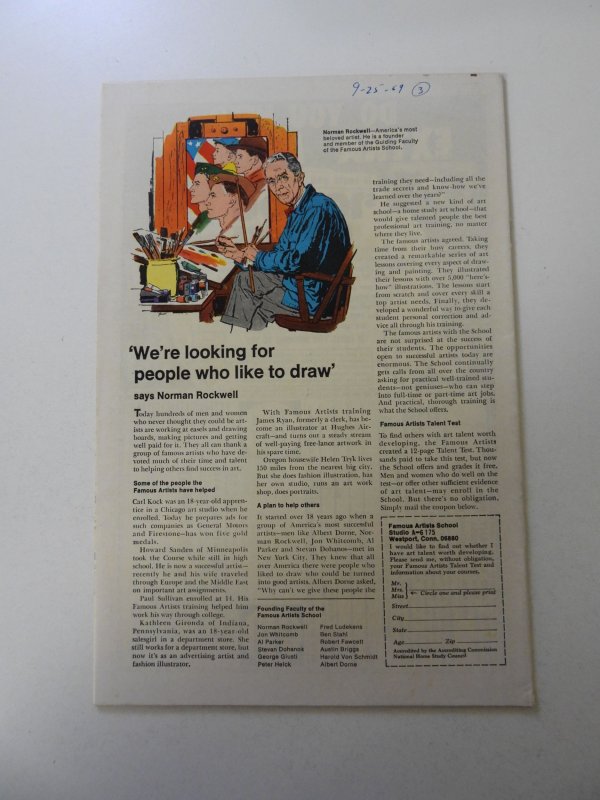 9-25-69 3
Norman Rockwell—America's most
beloved artist. He is a founder
and member of the Guiding Faculty
of the Famous Artists School.
'We're looking for
people who like to draw'
says Norman Rockwell
Today hundreds of men and women
who never thought they could be art-
ists are working at easels and drawing
boards, making pictures and getting
well paid for it. They all can thank a
group of famous artists who have de-
voted much of their time and talent
to helping others find success in art.
Some of the people the
Famous Artists have helped
Carl Kock was an 18-year-old appren-
tice in a Chicago art studio when he
enrolled. Today he prepares ads for
such companies as General Motors
and Firestone—has won five gold
medals.
Howard Sanden of Minneapolis
took the Course while still in high
school. He is now a successful artist—
recently he and his wife traveled
through Europe and the Middle East
on important art assignments.
Paul Sullivan enrolled at 51. His
Famous Artists training helped him
work his way through college.
Kathleen Gironda of Indiana,
Pennsylvania, was an 18-year-old
salesgirl in a department store. She
still works for a department store, but
now it's as an advertising artist and
fashion illustrator.
With Famous Artists training
James Ryan, formerly a clerk, has be-
come an illustrator at Hughes Air-
craft—and turns out a steady stream
of well-paying free-lance artwork in
his spare time.
Oregon housewife Helen Tryk lives
150 miles from the nearest big city.
But she does fashion illustration, has
her own studio, runs an art work
shop, does portraits.
A plan to help others
It started over 18 years ago when a
group of America's most successful
artists—men like Albert Dorne, Nor-
man Rockwell, Jon Whitcomb, Al
Parker and Stevan Dohanos—met in
New York City. They knew that all
over America there were people who
liked to draw who could be turned
into good artists. Albert Dorne asked,
"Why can't we give these people the
Founding Faculty of the
Famous Artists School
Norman Rockwell Fred Ludekens
Jon Whitcomb Ben Stahl
Al Parker Robert Fawcett
Stevan Dohanos Austin Briggs
George Giusti Harold Von Schmidt
Peter Helck Albert Dorne
training they need—including all the
trade secrets and know-how we've
learned over the years?"
He suggested a new kind of art
school—a home study art school—that
would give talented people the best
professional art training, no matter
where they live.
The famous artists agreed. Taking
time from their busy careers, they
created a remarkable series of art
lessons covering every aspect of draw-
ing and painting. They illustrated
their lessons with over 5,000 "here's-
how" illustrations. The lessons start
from scratch and cover every skill a
top artist needs. Finally, they de-
veloped a wonderful way to give each
student personal correction and ad-
vice all through his training.
The famous artists with the School
are not surprised at the success of
their students. The opportunities
open to successful artists today are
enormous. The School continually
gets calls from all over the country
asking for practical well-trained stu-
dents—not geniuses—who can step
into full-time or part-time art jobs.
And practical, thorough training is
what the School offers.
Famous Artists Talent Test
To find others with art talent worth
developing, the Famous Artists
created a 12-page Talent Test. Thou-
sands paid to take this test, but now
the School offers and grades it free.
Men and women who do well on the
test—or offer other sufficient evidence
of art talent—may enroll in the
School. But there's no obligation.
Simply mail the coupon below.
Famous Artists School
Studio A-6175
Westport, Conn. 06880
I would like to find out whether I
have art talent worth developing.
Please send me, without obligation,
your Famous Artists Talent Test and
information about your courses.
Mr.
Mrs. ← Circle one and please print
Miss
Street
City
State
Age Zip
Accredited by the Accrediting Commission
National Home Study Council